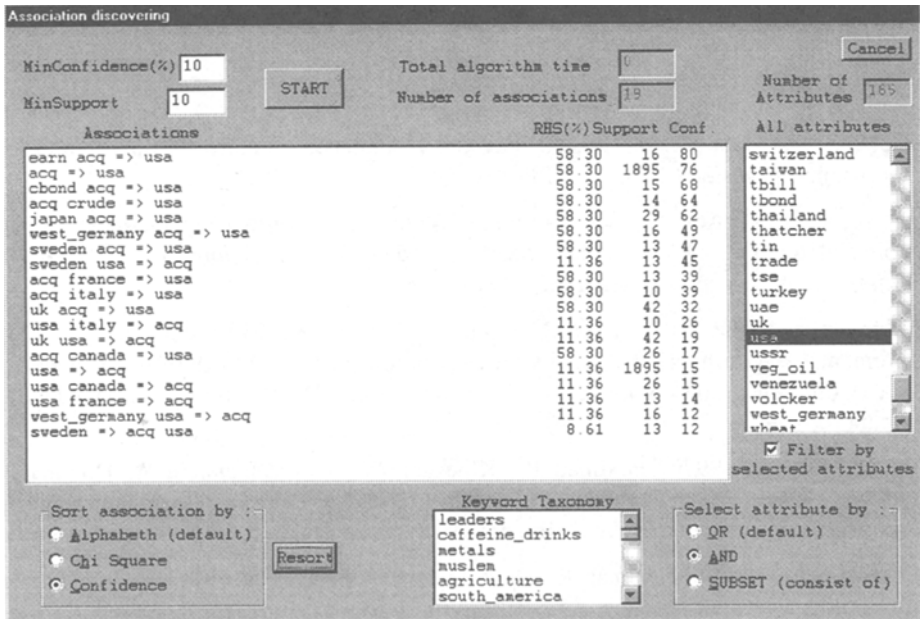 Association discovering
Cancel
MinConfidence(%) 10
START
Total algorithm time 0
MinSupport 10
Number of associations 19
Number of Attributes 165
Associations RHS(%) Support Conf.
All attributes
earn acq => usa 58.30 16 80
acq => usa 58.30 1895 76
cbond acq => usa 58.30 15 68
acq crude => usa 58.30 14 64
japan acq => usa 58.30 29 62
west_germany acq => usa 58.30 16 49
sweden acq => usa 58.30 13 47
sweden usa => acq 11.36 13 45
acq france => usa 58.30 13 39
acq italy => usa 58.30 10 39
uk acq => usa 58.30 42 32
usa italy => acq 11.36 10 26
uk usa => acq 11.36 42 19
acq canada => usa 58.30 26 17
usa => acq 11.36 1895 15
usa canada => acq 11.36 26 15
usa france => acq 11.36 13 14
west_germany usa => acq 11.36 16 12
sweden => acq usa 8.61 13 12
switzerland
taiwan
tbill
tbond
thailand
thatcher
tin
trade
tse
turkey
uae
uk
usa
ussr
veg_oil
venezuela
volcker
west_germany
wheat
Filter by
selected attributes
Sort association by :
Alphabeth (default)
Chi Square
Confidence
Resort
Keyword Taxonomy
leaders
caffeine_drinks
metals
muslem
agriculture
south_america
Select attribute by :
OR (default)
AND
SUBSET (consist of)